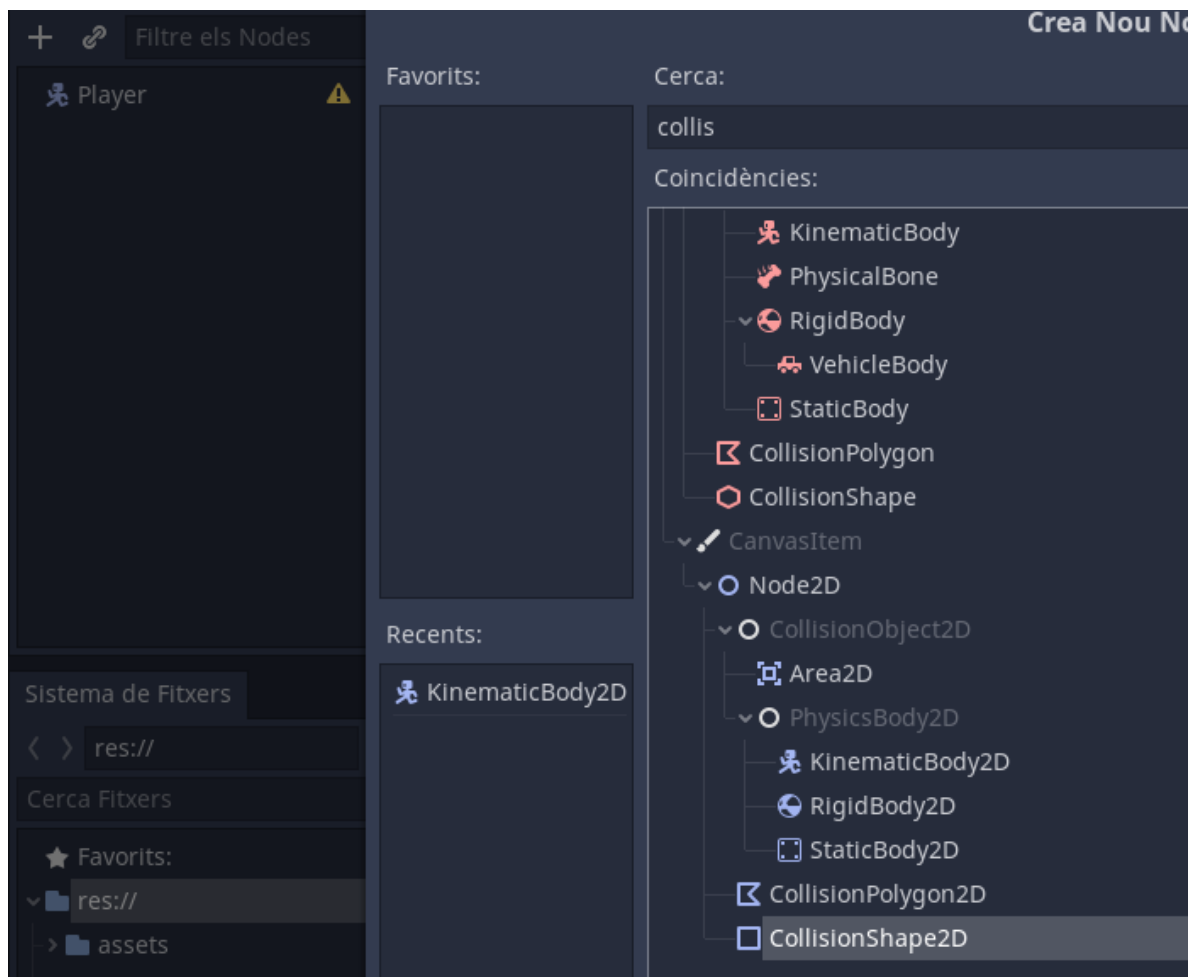 Crea Nou No
Filtre els Nodes
Player
Favorits:
Cerca:
collis
Coincidències:
KinematicBody
PhysicalBone
RigidBody
VehicleBody
StaticBody
CollisionPolygon
CollisionShape
CanvasItem
Node2D
CollisionObject2D
Area2D
PhysicsBody2D
KinematicBody2D
RigidBody2D
StaticBody2D
CollisionPolygon2D
CollisionShape2D
Recents:
KinematicBody2D
Sistema de Fitxers
res://
Cerca Fitxers
Favorits:
res://
assets